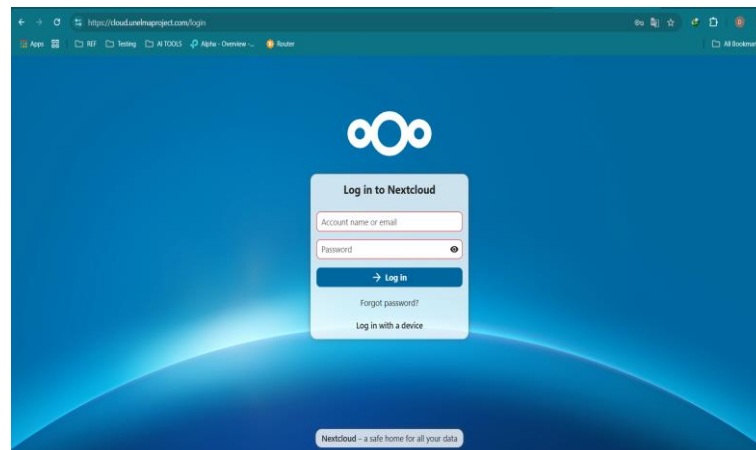 https://cloud.unelmaproject.com/login
Apps REF Testing AI TOOLS Alpha - Overview -... Router All Bookmar
Log in to Nextcloud
Account name or email
Password
→ Log in
Forgot password?
Log in with a device
Nextcloud – a safe home for all your data